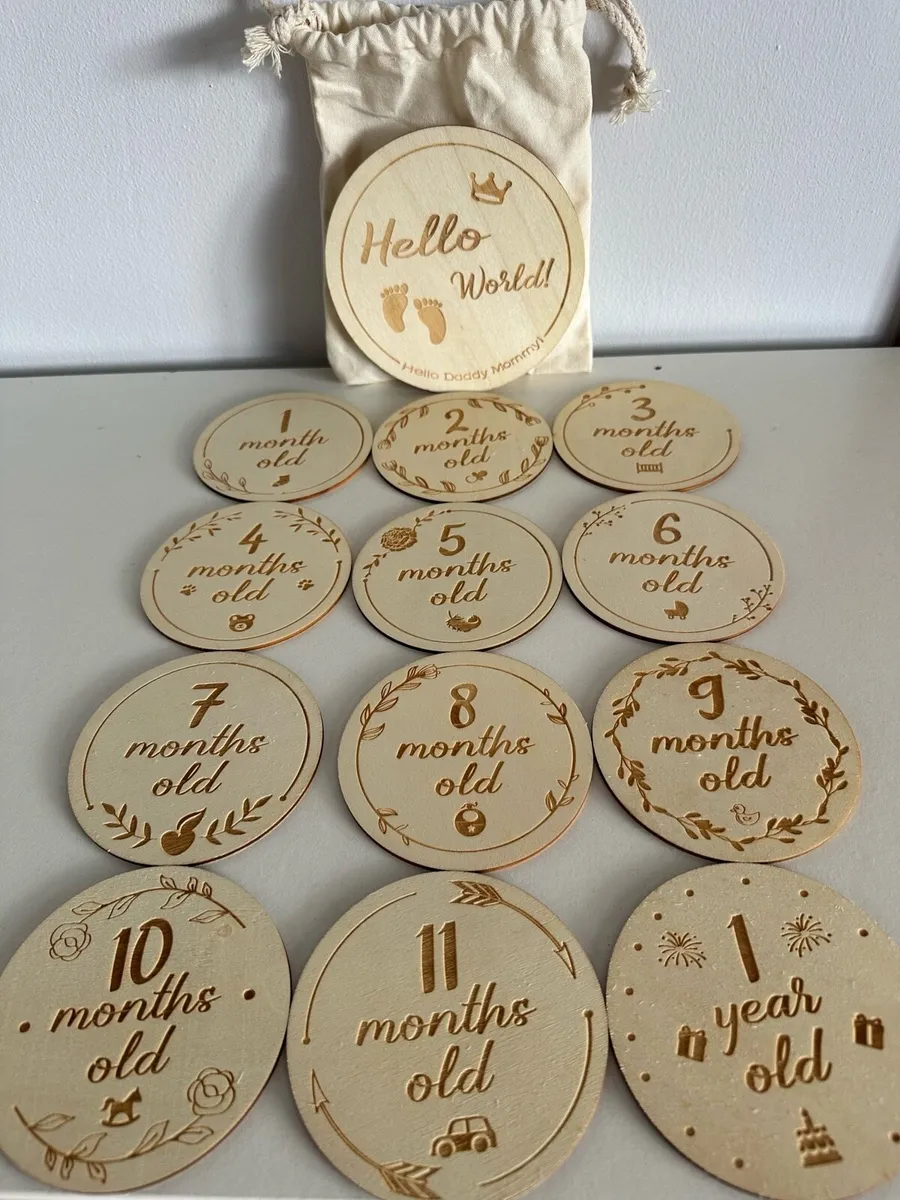 Hello
World!
Hello Daddy Mommy!
1
month
old
2
months
old
3
months
old
4
months
old
5
months
old
6
months
old
7
months
old
8
months
old
9
months
old
10
months
old
11
months
old
1
year
old